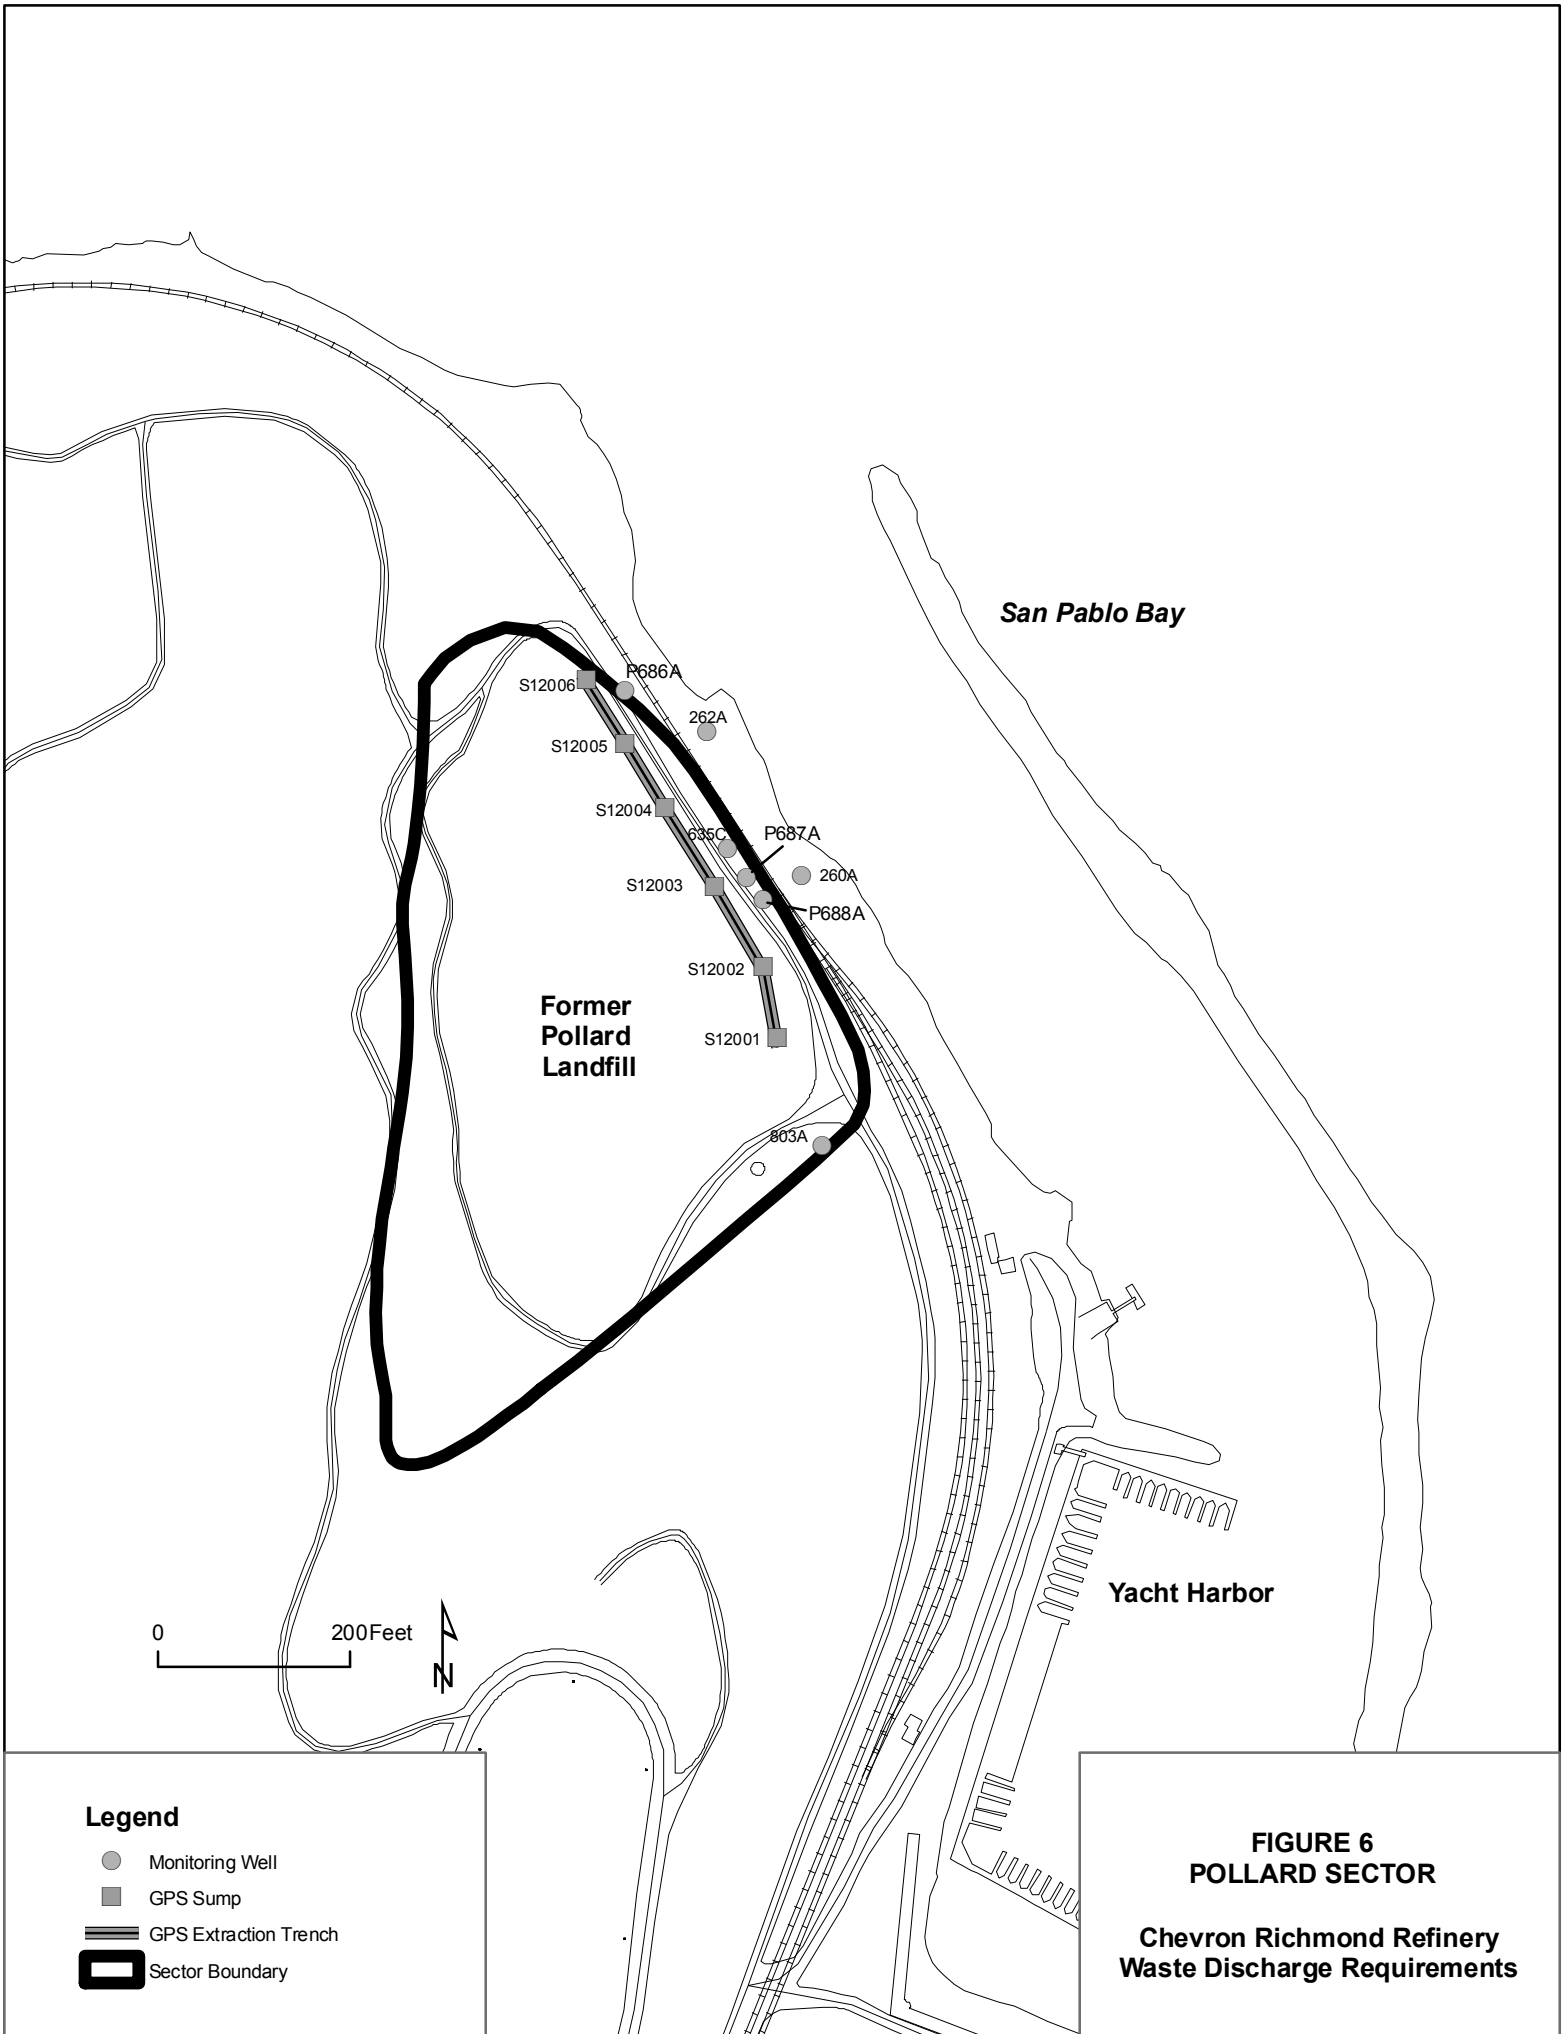 San Pablo Bay
P686A
S12006
262A
S12005
S12004
635C
P687A
260A
S12003
P688A
S12002
Former
Pollard
Landfill
S12001
803A
Yacht Harbor
0
200 Feet
N
Legend
Monitoring Well
GPS Sump
GPS Extraction Trench
Sector Boundary
FIGURE 6
POLLARD SECTOR
Chevron Richmond Refinery
Waste Discharge Requirements